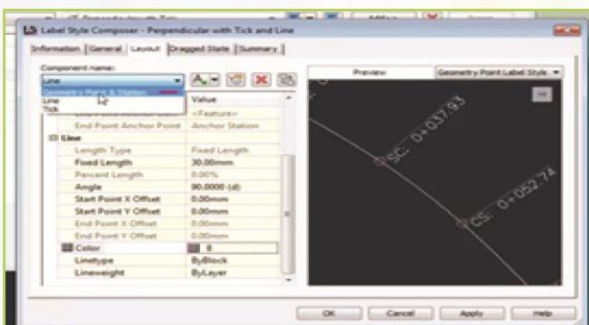 Label Style Composer - Perpendicular with Tick and Line
Information General Layout Dragged State Summary
Component name:
Line
Geometry Point & Station
Line
Tick
Value
<Feature>
End Point Anchor Point Anchor Station
Line
Length Type Fixed Length
Fixed Length 30.00mm
Percent Length 0.00%
Angle 90.0000 (d)
Start Point X Offset 0.00mm
Start Point Y Offset 0.00mm
End Point X Offset 0.00mm
End Point Y Offset 0.00mm
Color 8
Linetype ByBlock
Lineweight ByLayer
Preview Geometry Point Label Style
SC: 0+037.93
CS: 0+052.74
OK Cancel Apply Help